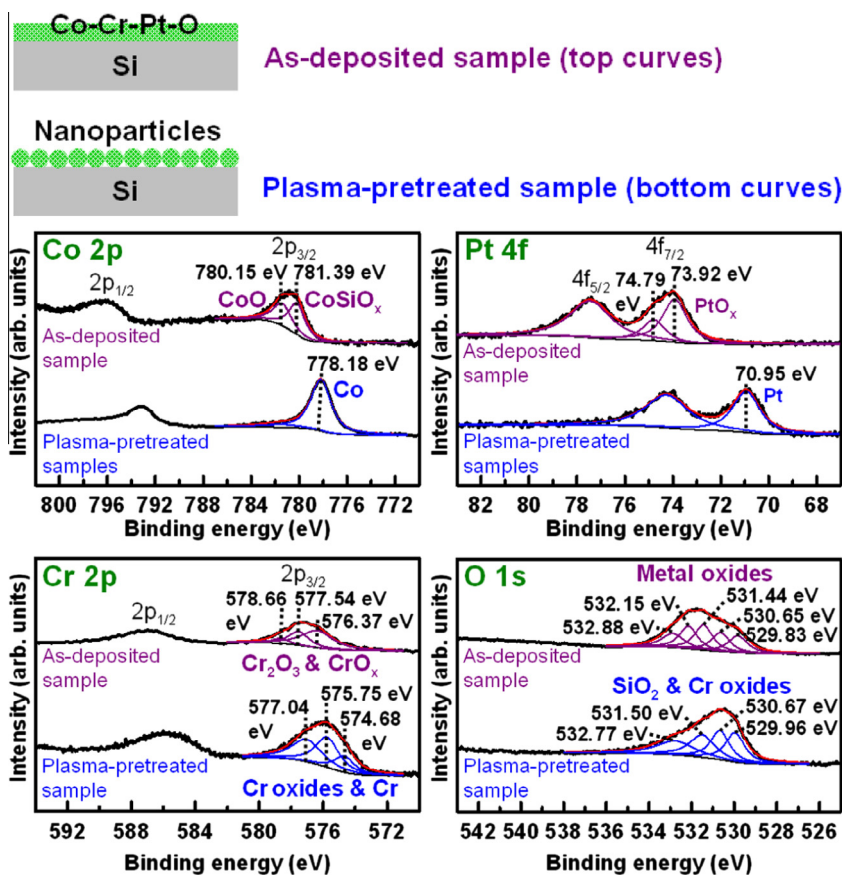 Co-Cr-Pt-O
Si
As-deposited sample (top curves)
Nanoparticles
Si
Plasma-pretreated sample (bottom curves)
Co 2p
2p3/2
780.15 eV 781.39 eV
2p1/2
CoO
CoSiOx
As-deposited
sample
778.18 eV
Co
Plasma-pretreated
samples
Intensity (arb. units)
800 796 792 788 784 780 776 772
Binding energy (eV)
Pt 4f
4f7/2
4f5/2
74.79
eV
73.92 eV
PtOx
As-deposited
sample
70.95 eV
Pt
Plasma-pretreated
samples
Intensity (arb. units)
82 80 78 76 74 72 70 68
Binding energy (eV)
Cr 2p
2p3/2
578.66
eV
577.54 eV
576.37 eV
2p1/2
As-deposited
sample
Cr2O3 & CrOx
577.04
eV
575.75 eV
574.68
eV
Plasma-pretreated
sample
Cr oxides & Cr
Intensity (arb. units)
592 588 584 580 576 572
Binding energy (eV)
O 1s
Metal oxides
532.15 eV
532.88 eV
531.44 eV
530.65 eV
529.83 eV
As-deposited
sample
SiO2 & Cr oxides
531.50 eV
532.77 eV
530.67 eV
529.96 eV
Plasma-pretreated
sample
Intensity (arb. units)
542 540 538 536 534 532 530 528 526
Binding energy (eV)